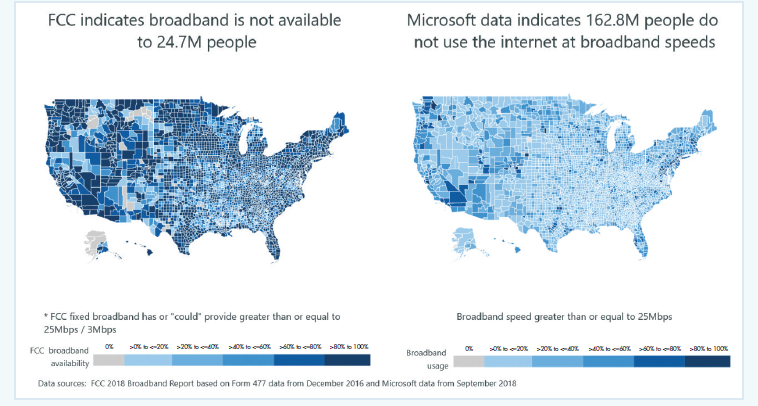 FCC indicates broadband is not available
to 24.7M people
Microsoft data indicates 162.8M people do
not use the internet at broadband speeds
* FCC fixed broadband has or "could" provide greater than or equal to
25Mbps / 3Mbps
FCC broadband
availability
0% >0% to <=20% >20% to <=40% >40% to <=60% >60% to <=80% >80% to 100%
Broadband speed greater than or equal to 25Mbps
Broadband
usage
0% >0% to <=20% >20% to <=40% >40% to <=60% >60% to <=80% >80% to 100%
Data sources: FCC 2018 Broadband Report based on Form 477 data from December 2016 and Microsoft data from September 2018